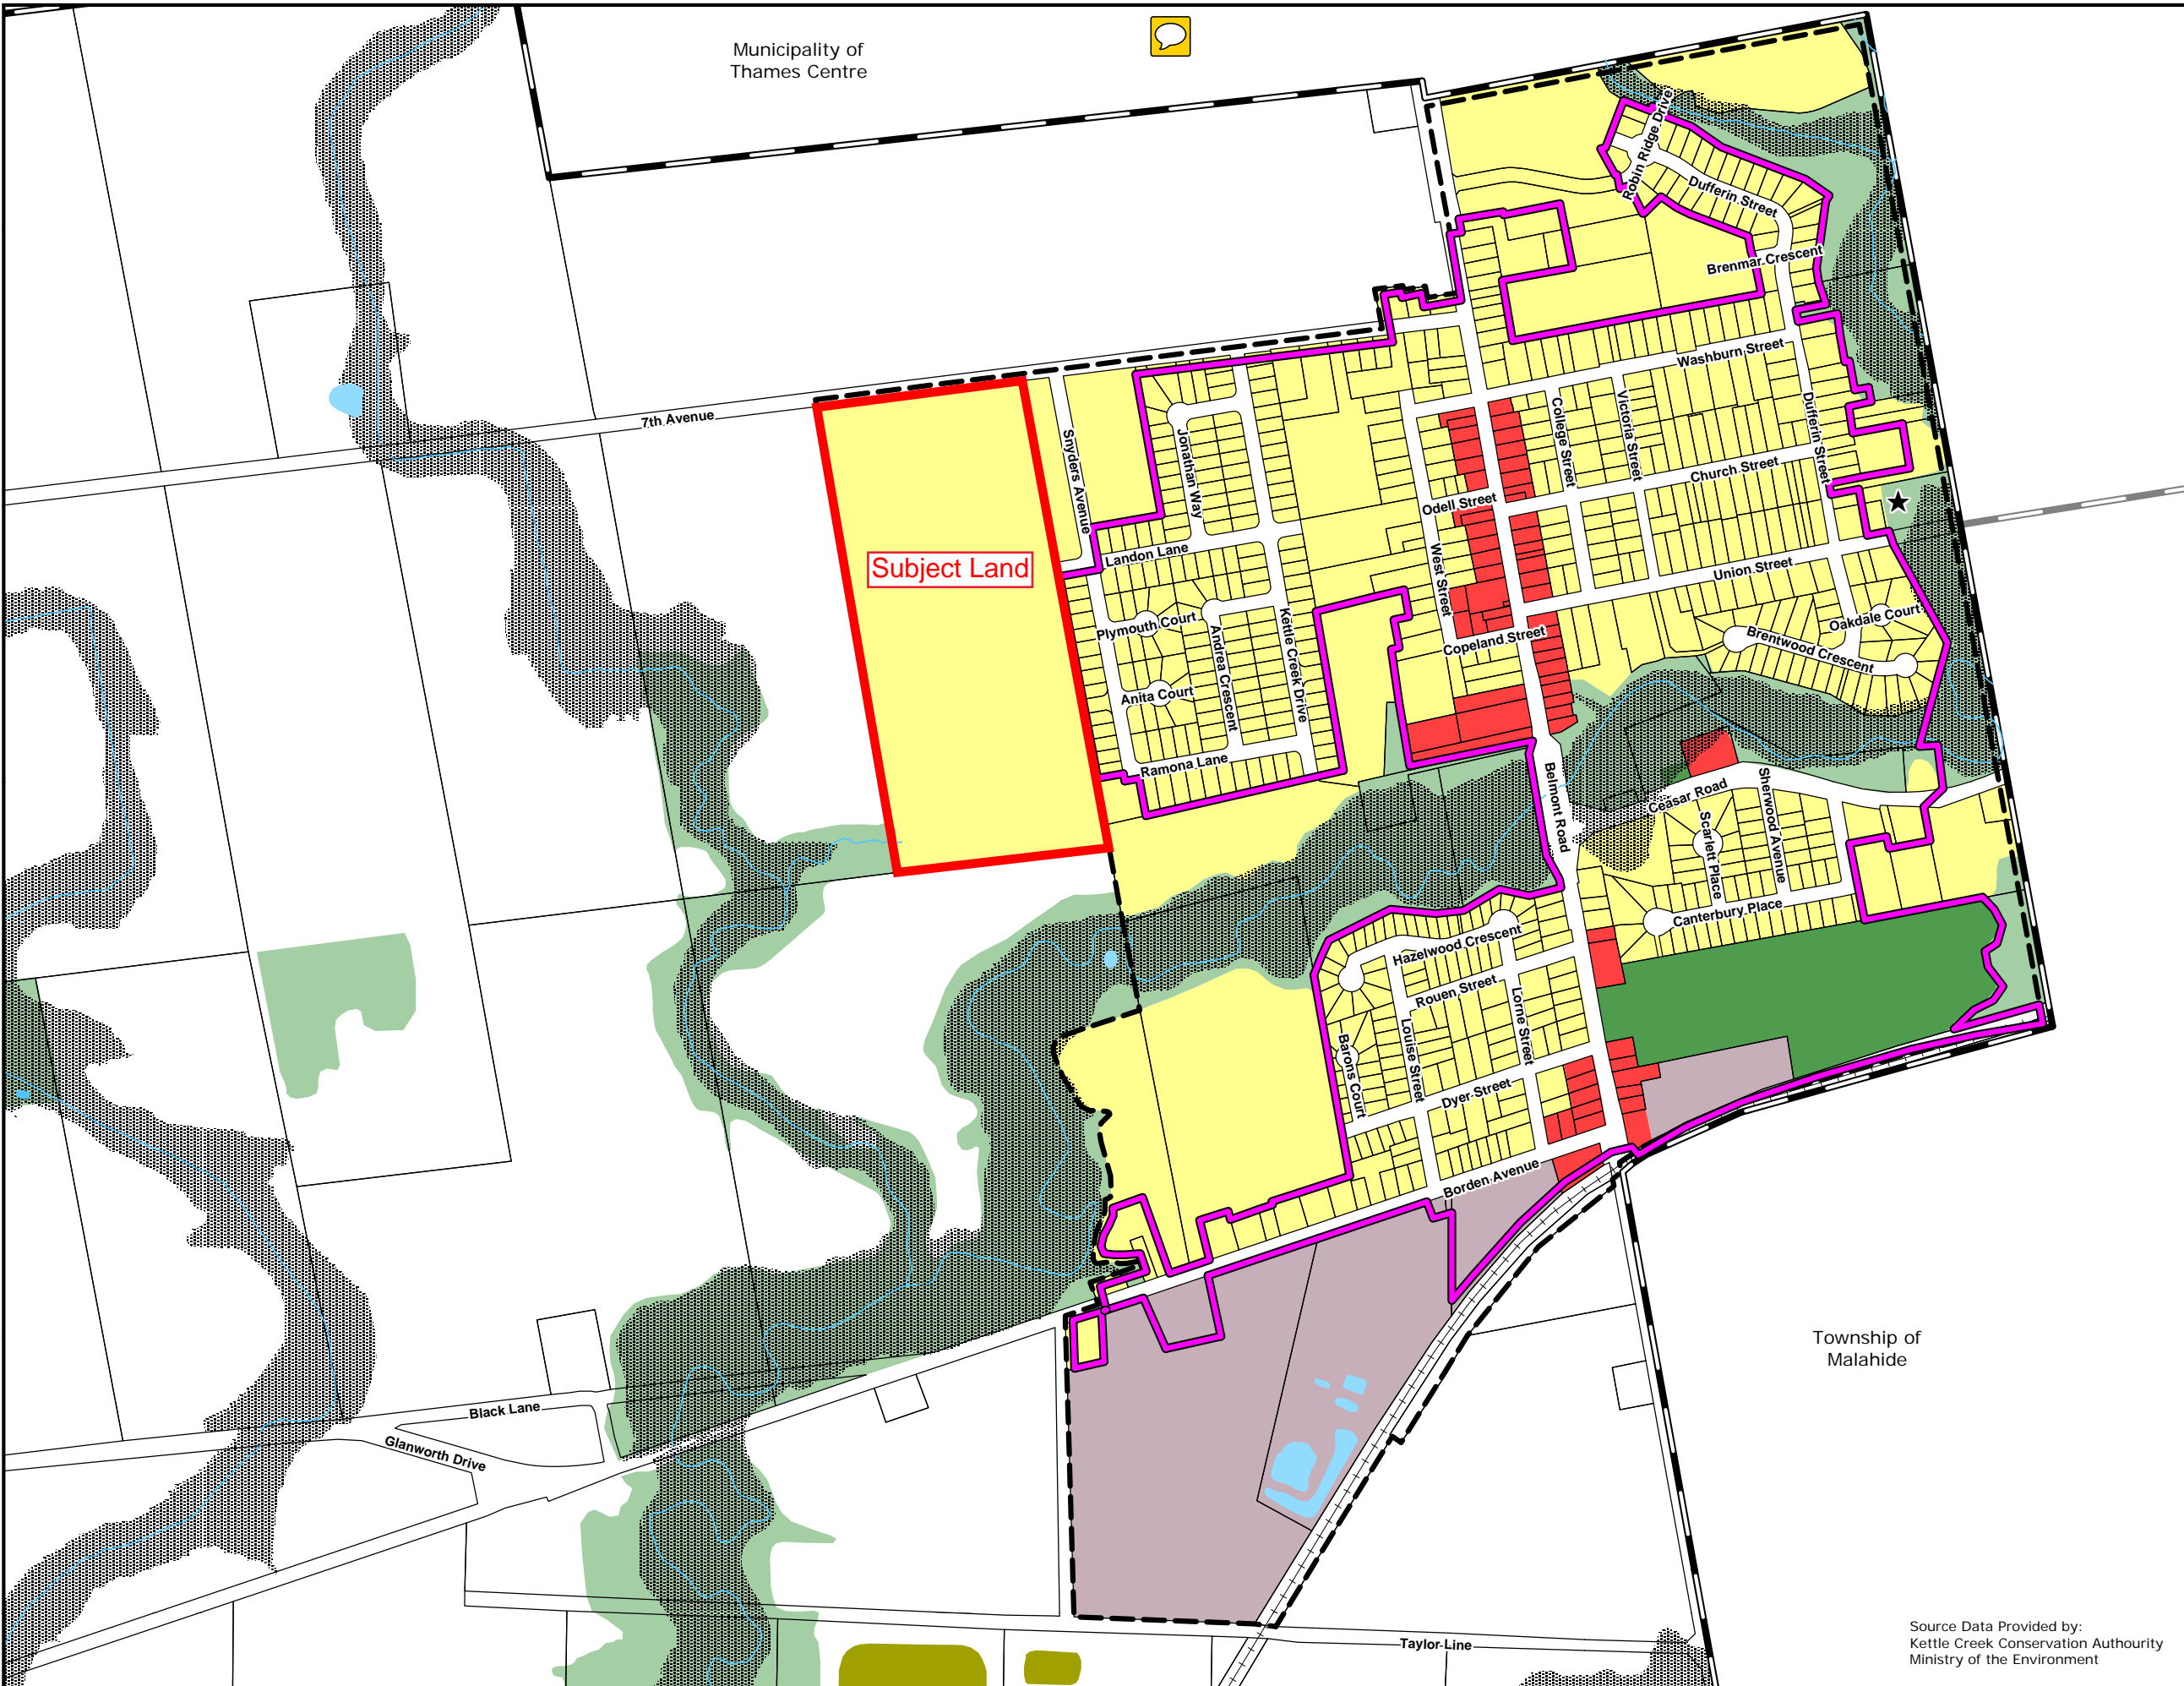 Municipality of
Thames Centre
Robin Ridge Drive
Dufferin Street
Brenmar Crescent
Washburn Street
7th Avenue
Snyders Avenue
Jonathan Way
College Street
Victoria Street
Dufferin Street
Church Street
Odell Street
Subject Land
Landon Lane
West Street
Union Street
Plymouth Court
Andrea Crescent
Kettle Creek Drive
Copeland Street
Oakdale Court
Brentwood Crescent
Anita Court
Ramona Lane
Belmont Road
Ceasar Road
Sherwood Avenue
Scarlett Place
Canterbury Place
Hazelwood Crescent
Rouen Street
Lorne Street
Louise Street
Barons Court
Dyer Street
Borden Avenue
Township of
Malahide
Black Lane
Glanworth Drive
Taylor Line
Source Data Provided by:
Kettle Creek Conservation Authourity
Ministry of the Environment